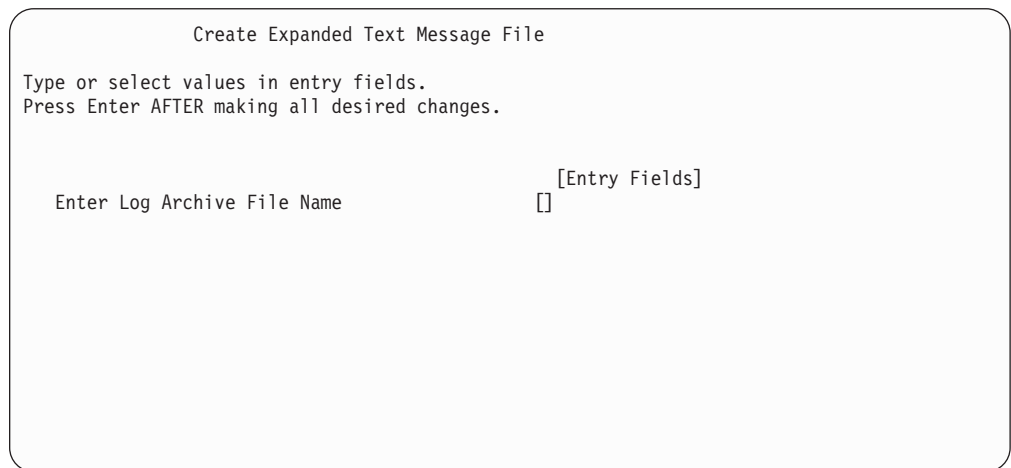 Create Expanded Text Message File
Type or select values in entry fields.
Press Enter AFTER making all desired changes.
[Entry Fields]
Enter Log Archive File Name []